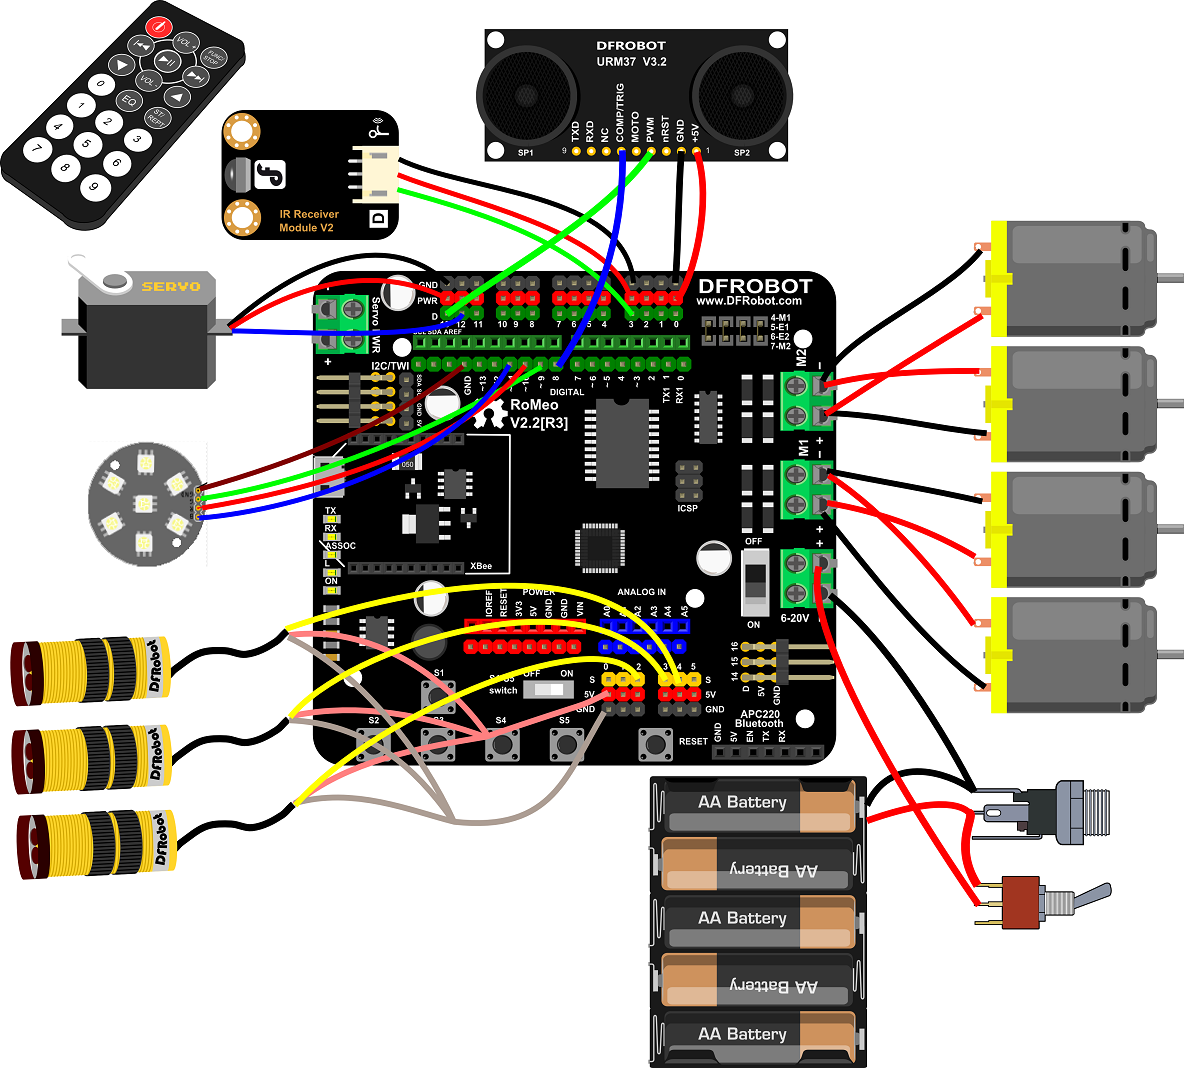 VOL +
FUNC/
STOP
VOL -
EQ
ST/
REPT
0
1
2
3
4
5
6
7
8
9
IR Receiver
Module V2
D
DFROBOT
URM37 V3.2
TXD
RXD
NC
COMP/TRIG
MOTO
PWM
nRST
GND
+5V
9
1
SP1
SP2
SERVO
DFROBOT
www.DFRobot.com
GND
PWR
D
12 11 10 9 8 7 6 5 4 3 2 1 0
SDA AREF
4-M1
5-E1
6-E2
7-M2
Servo PWR
+
I2C/TWI
GND
~13
~10
~9
8
DIGITAL
7
~6
~5
4
~3
2
TX1 1
RX1 0
RoMeo
V2.2[R3]
050
M2
-
+
M1
-
+
+
ICSP
XBee
TX
RX
ASSOC
L
ON
OFF
ON
6-20V
POWER
IOREF
RESET
3V3
5V
GND
GND
VIN
ANALOG IN
A0
A2
A3
A4
A5
0 1 2 3 4 5
S
5V
GND
S
5V
GND
S1
S2
S3
S4
S5
switch
OFF
ON
RESET
16
15
14
D
5V
GND
APC220
Bluetooth
GND
5V
EN
TX
RX
DFRobot
DFRobot
DFRobot
AA Battery
AA Battery
AA Battery
AA Battery
AA Battery